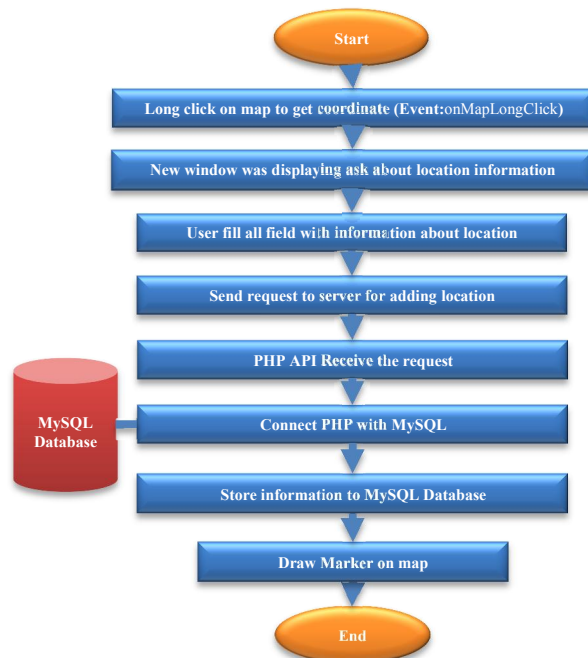 Start
Long click on map to get coordinate (Event:onMapLongClick)
New window was displaying ask about location information
User fill all field with information about location
Send request to server for adding location
PHP API Receive the request
MySQL
Database
Connect PHP with MySQL
Store information to MySQL Database
Draw Marker on map
End